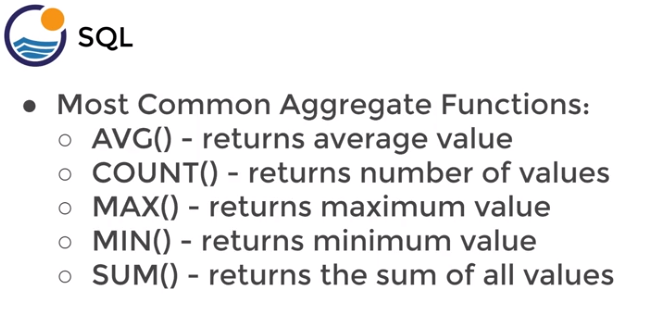 SQL
● Most Common Aggregate Functions:
○ AVG() - returns average value
○ COUNT() - returns number of values
○ MAX() - returns maximum value
○ MIN() - returns minimum value
○ SUM() - returns the sum of all values